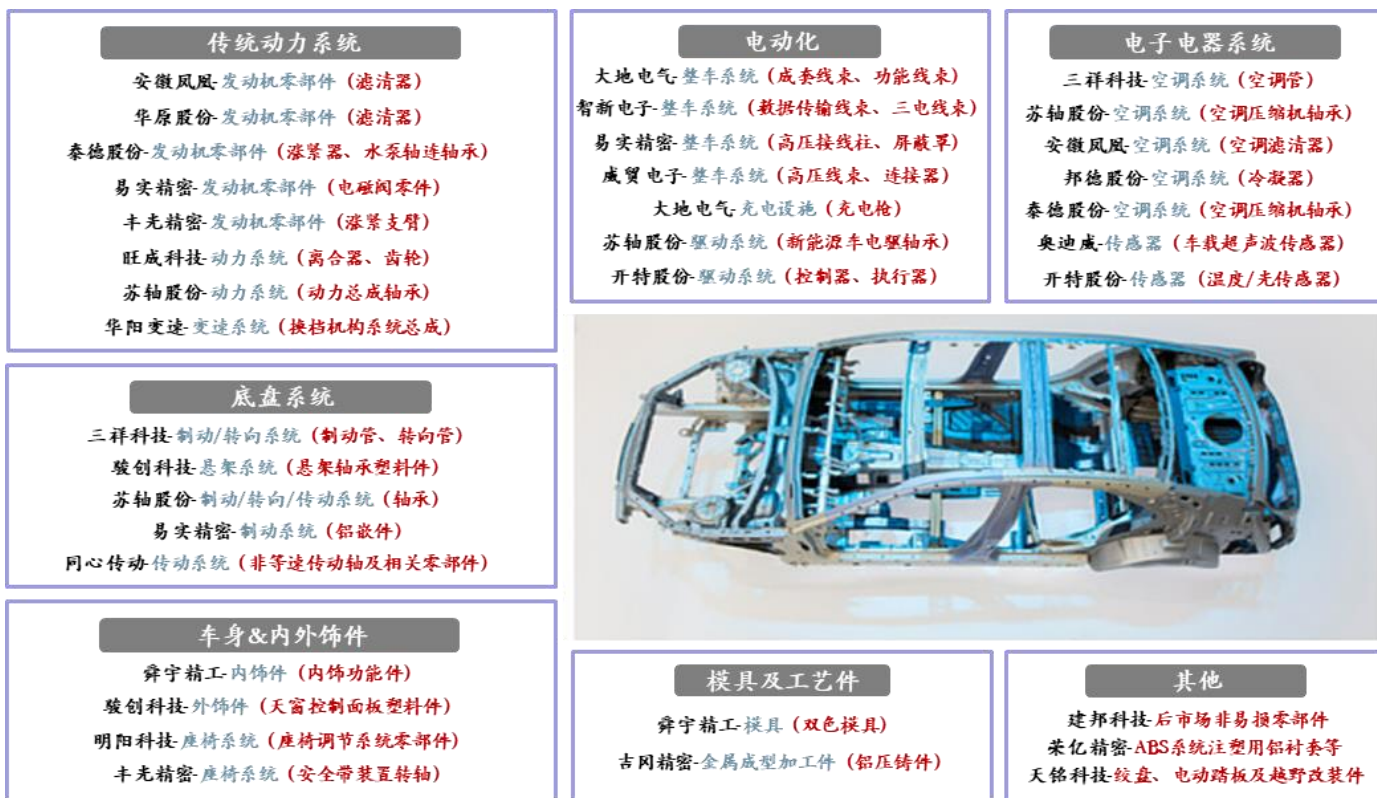 传统动力系统
安徽凤凰-发动机零部件（滤清器）
华原股份-发动机零部件（滤清器）
泰德股份-发动机零部件（涨紧器、水泵轴连轴承）
易实精密-发动机零部件（电磁阀零件）
丰光精密-发动机零部件（涨紧支臂）
旺成科技-动力系统（离合器、齿轮）
苏轴股份-动力系统（动力总成轴承）
华阳变速-变速系统（换档机构系统总成）
电动化
大地电气-整车系统（成套线束、功能线束）
智新电子-整车系统（数据传输线束、三电线束）
易实精密-整车系统（高压接线柱、屏蔽罩）
威贸电子-整车系统（高压线束、连接器）
大地电气-充电设施（充电枪）
苏轴股份-驱动系统（新能源车电驱轴承）
开特股份-驱动系统（控制器、执行器）
电子电器系统
三祥科技-空调系统（空调管）
苏轴股份-空调系统（空调压缩机轴承）
安徽凤凰-空调系统（空调滤清器）
邦德股份-空调系统（冷凝器）
泰德股份-空调系统（空调压缩机轴承）
奥迪威-传感器（车载超声波传感器）
开特股份-传感器（温度/光传感器）
底盘系统
三祥科技-制动/转向系统（制动管、转向管）
骏创科技-悬架系统（悬架轴承塑料件）
苏轴股份-制动/转向/传动系统（轴承）
易实精密-制动系统（铝嵌件）
同心传动-传动系统（非等速传动轴及相关零部件）
车身&内外饰件
舜宇精工-内饰件（内饰功能件）
骏创科技-外饰件（天窗控制面板塑料件）
明阳科技-座椅系统（座椅调节系统零部件）
丰光精密-座椅系统（安全带装置转轴）
模具及工艺件
舜宇精工-模具（双色模具）
吉冈精密-金属成型加工件（铝压铸件）
其他
建邦科技-后市场非易损零部件
荣亿精密-ABS系统注塑用铝衬套等
天铭科技-绞盘、电动踏板及越野改装件